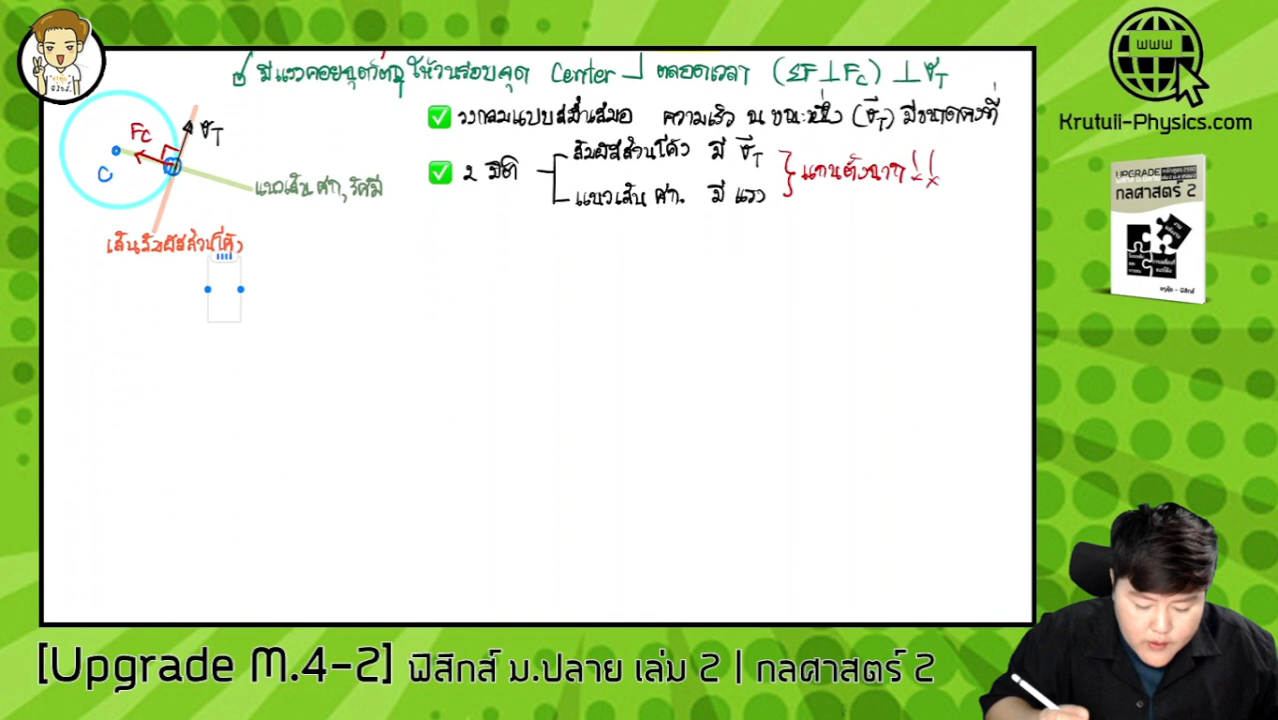 มีแรงคอยฉุดวัตถุ ให้วนรอบจุด Center ตลอดเวลา (ΣF ⊥ Fc) ⊥ vT
✅ วงกลมแบบสม่ำเสมอ ความเร็ว ณ ขณะหนึ่ง (vT) มีขนาดคงที่
✅ 2 มิติ
สัมผัสส่วนโค้ง มี vT
แนวเส้น ศก. มี แรง
แกนตั้งฉาก !!
Fc
vT
C
แนวเส้น ศก, รัศมี
เส้นสัมผัสส่วนโค้ง
www
Krutuii-Physics.com
UPGRADE
กลศาสตร์ 2
[Upgrade M.4-2] ฟิสิกส์ ม.ปลาย เล่ม 2 | กลศาสตร์ 2